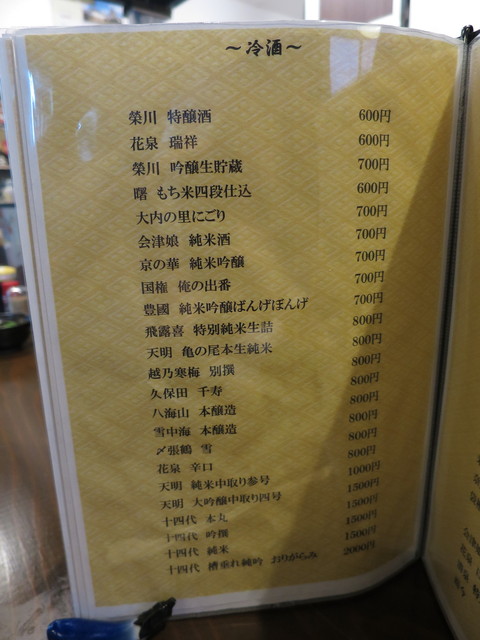 ～冷酒～
榮川 特醸酒 600円
花泉 瑞祥 600円
榮川 吟醸生貯蔵 700円
曙 もち米四段仕込 600円
大内の里にごり 700円
会津娘 純米酒 700円
京の華 純米吟醸 700円
国権 俺の出番 700円
豊國 純米吟醸ばんげぼんげ 700円
飛露喜 特別純米生詰 800円
天明 亀の尾本生純米 800円
越乃寒梅 別撰 800円
久保田 千寿 800円
八海山 本醸造 800円
雪中海 本醸造 800円
〆張鶴 雪 800円
花泉 辛口 800円
天明 純米中取り参号 1000円
天明 大吟醸中取り四号 1500円
十四代 本丸 1500円
十四代 吟撰 1500円
十四代 純米 1500円
十四代 槽垂れ純吟 おりがらみ 2000円